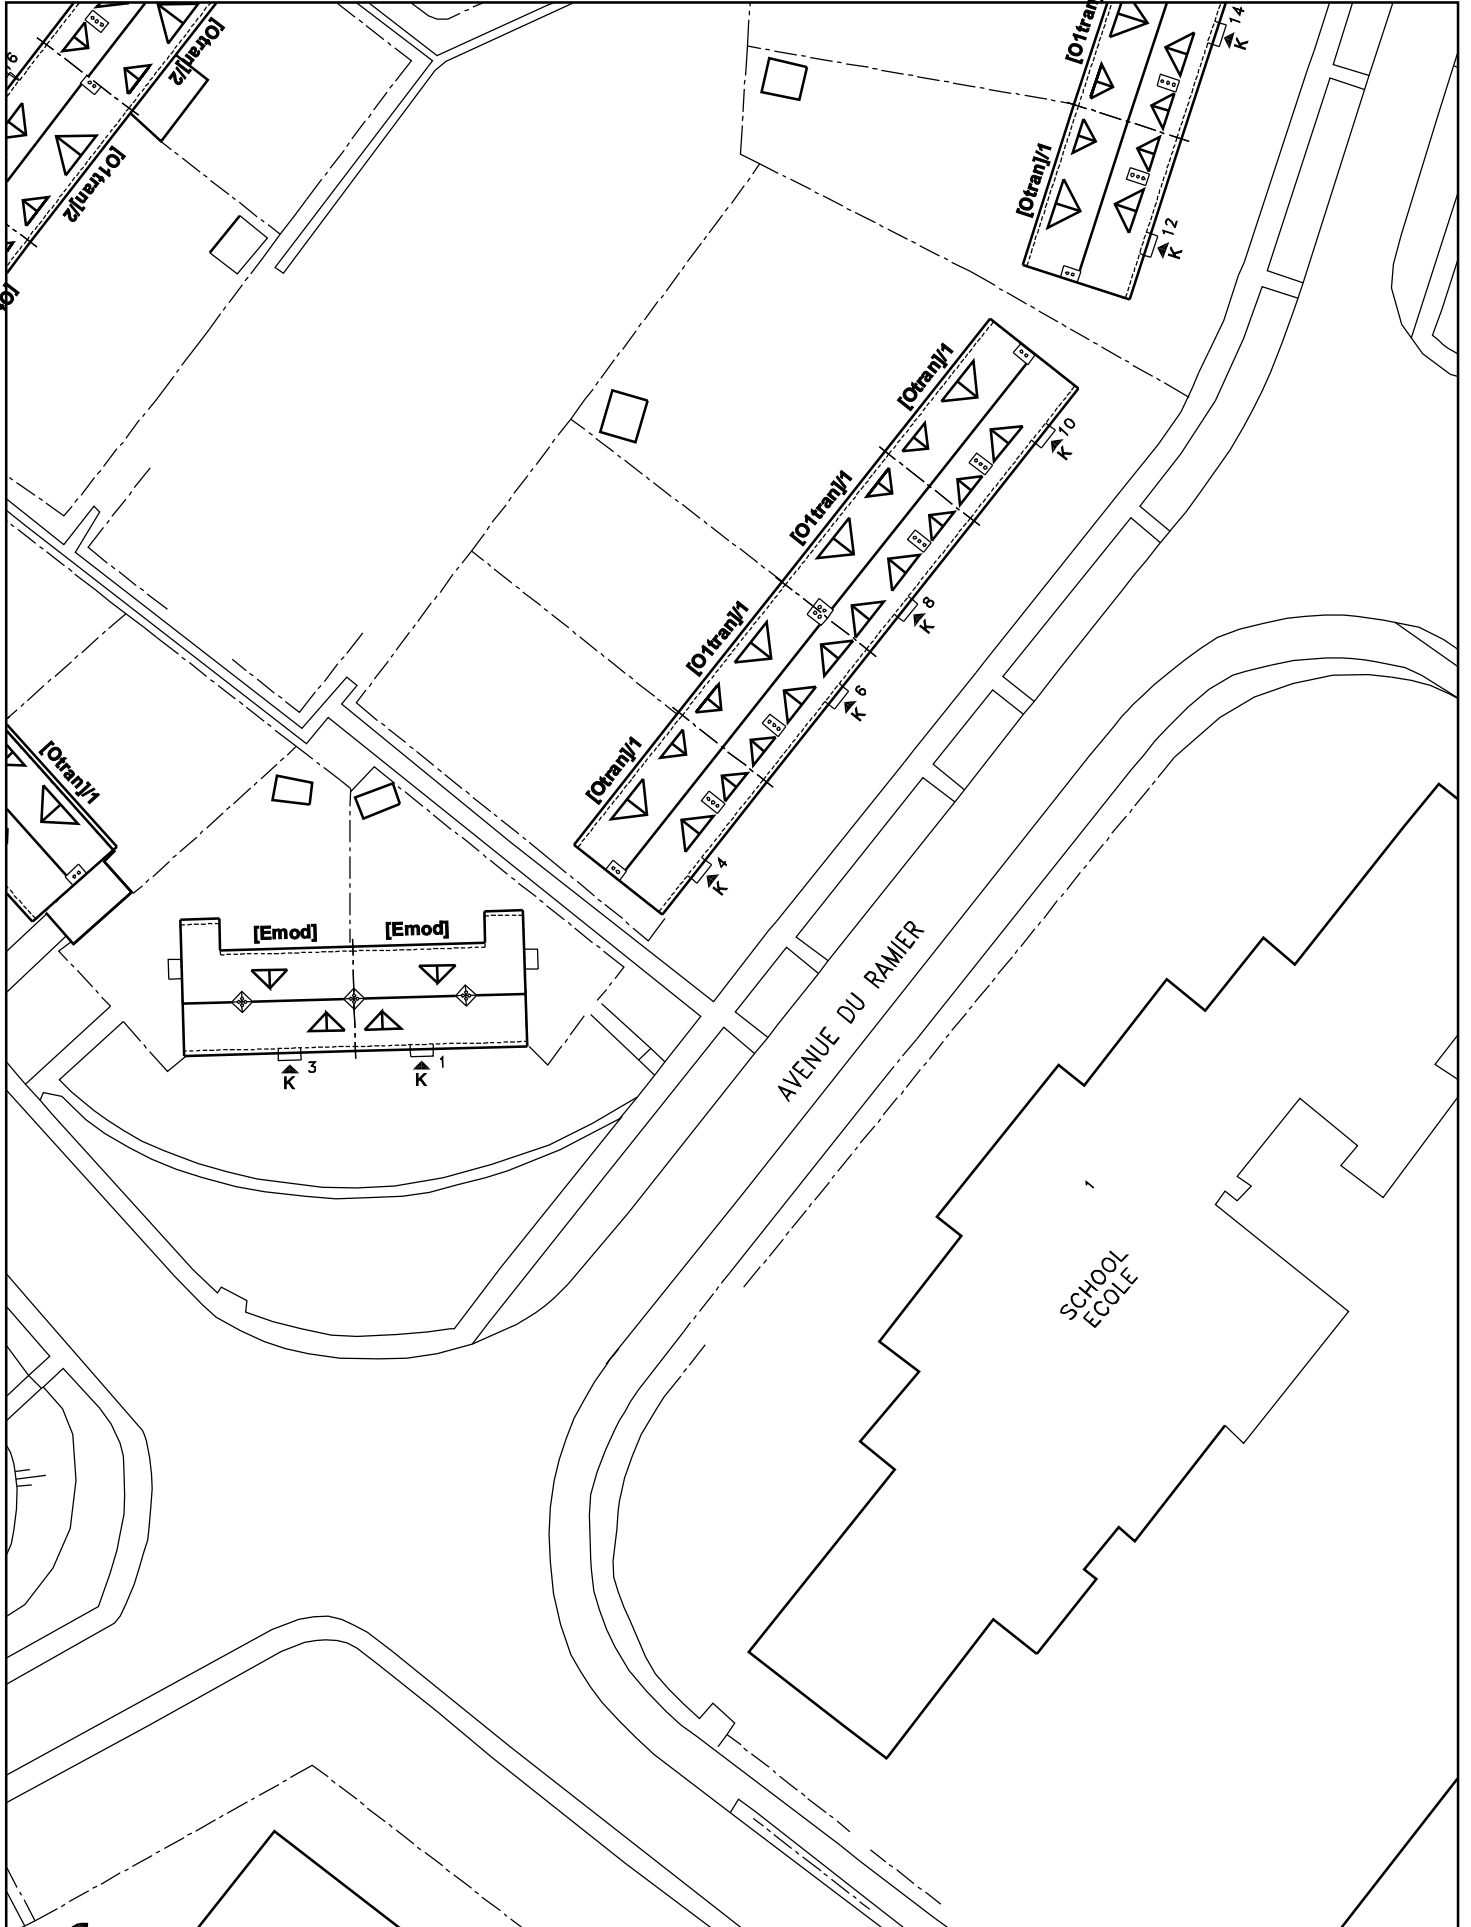 6
[Otran]/2
[O1tran]/2
[O1tran
14
K
[Otran]/1
12
K
[Otran]/1
10
K
[O1tran]/1
8
K
[O1tran]/1
6
K
[Otran]/1
4
K
[Otran]/1
[Emod]
[Emod]
3
K
1
K
AVENUE DU RAMIER
1
SCHOOL
ECOLE